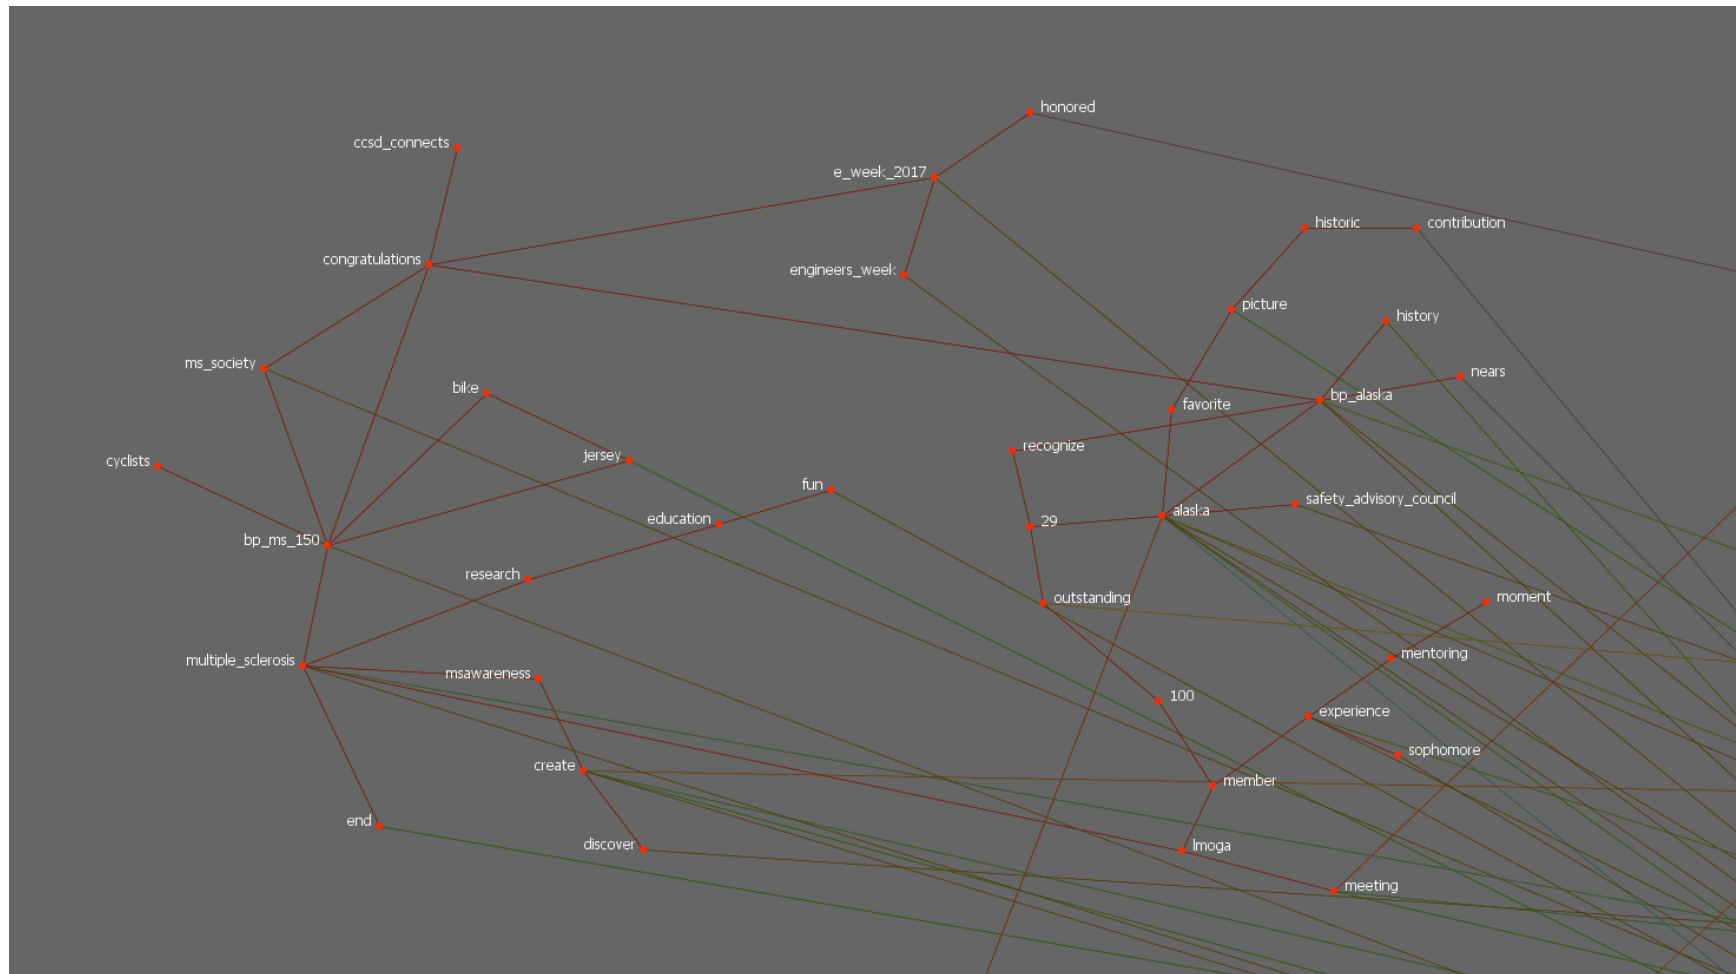 honored
ccsd_connects
e_week_2017
historic
contribution
congratulations
engineers_week
picture
history
ms_society
nears
bike
bp_alaska
favorite
recognize
jersey
cyclists
fun
safety_advisory_council
alaska
education
29
bp_ms_150
research
outstanding
moment
mentoring
multiple_sclerosis
msawareness
100
experience
sophomore
create
member
end
discover
lmoga
meeting